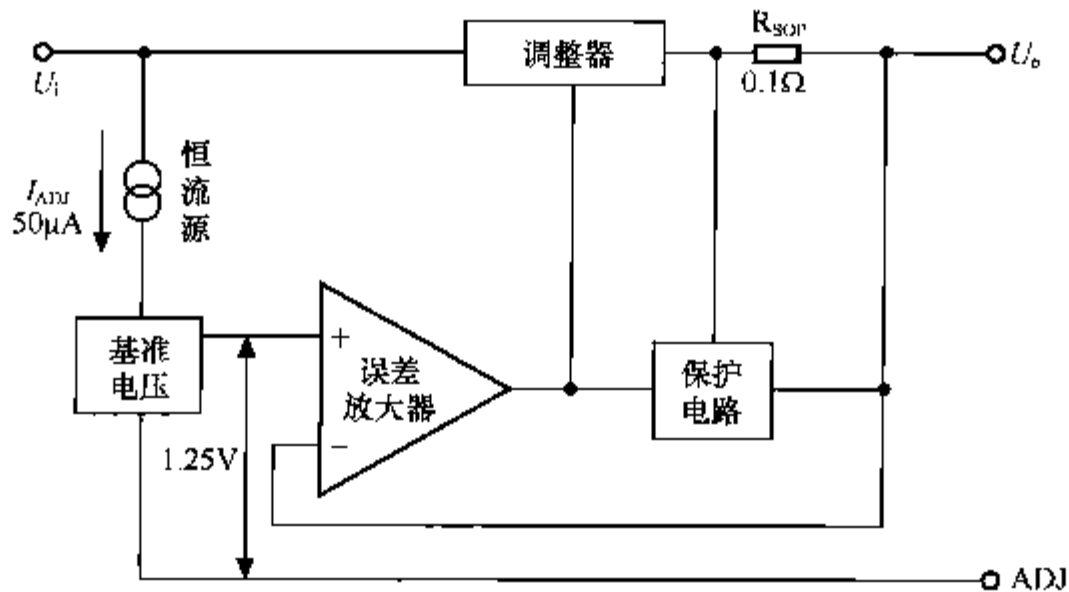 U_i
调整器
R_SOP
0.1Ω
U_o
恒
流
源
I_ADJ
50μA
基准
电压
+
误差
放大器
−
保护
电路
1.25V
ADJ